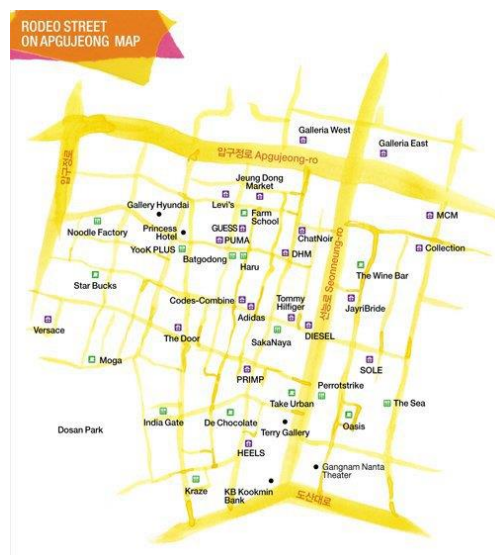 RODEO STREET
ON APGUJEONG MAP
Galleria West
Galleria East
압구정로 Apgujeong-ro
압구정로
Jeung Dong
Market
Levi's
Gallery Hyundai
Farm
School
MCM
Noodle Factory
Princess
Hotel
GUESS
PUMA
ChatNoir
YooK PLUS
Batgodong
Haru
DHM
Collection
선릉로 Seonneung-ro
The Wine Bar
Star Bucks
Codes-Combine
Adidas
Tommy
Hilfiger
JayriBride
Versace
The Door
SakaNaya
DIESEL
Moga
SOLE
PRIMP
Perrotstrike
Take Urban
The Sea
India Gate
De Chocolate
Oasis
Dosan Park
Terry Gallery
HEELS
Gangnam Nanta
Theater
Kraze
KB Kookmin
Bank
도산대로